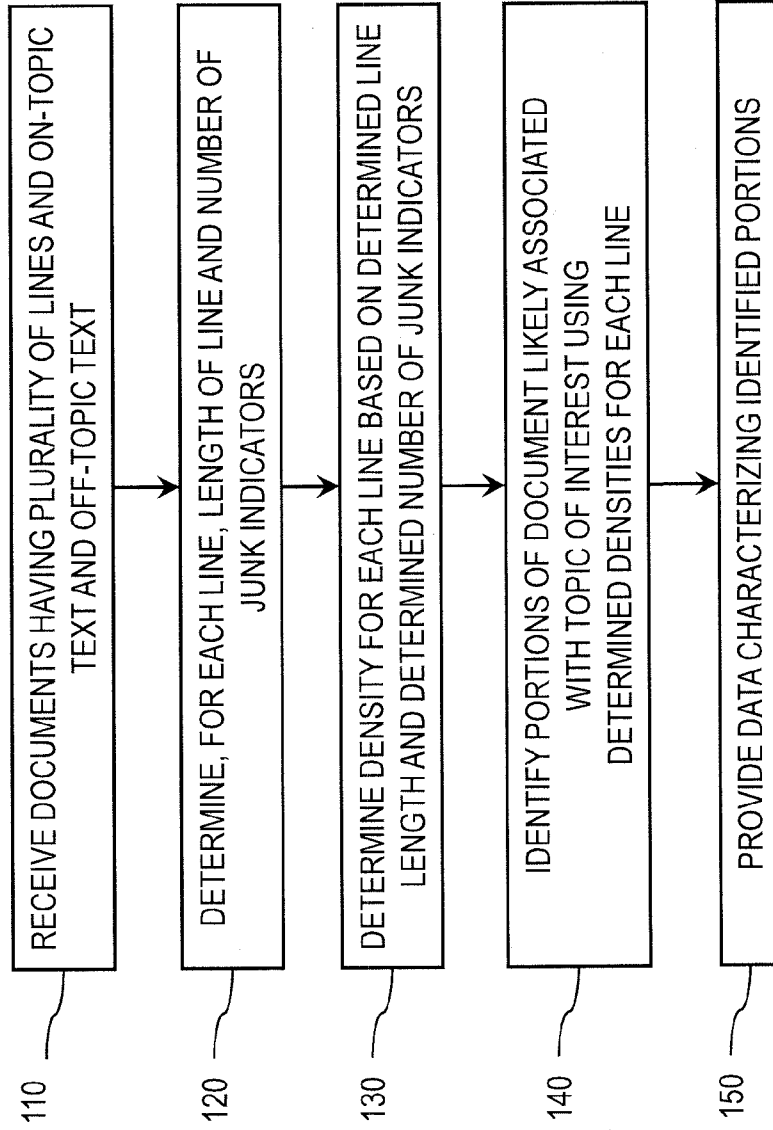 110
RECEIVE DOCUMENTS HAVING PLURALITY OF LINES AND ON-TOPIC
TEXT AND OFF-TOPIC TEXT
120
DETERMINE, FOR EACH LINE, LENGTH OF LINE AND NUMBER OF
JUNK INDICATORS
130
DETERMINE DENSITY FOR EACH LINE BASED ON DETERMINED LINE
LENGTH AND DETERMINED NUMBER OF JUNK INDICATORS
140
IDENTIFY PORTIONS OF DOCUMENT LIKELY ASSOCIATED
WITH TOPIC OF INTEREST USING
DETERMINED DENSITIES FOR EACH LINE
150
PROVIDE DATA CHARACTERIZING IDENTIFIED PORTIONS